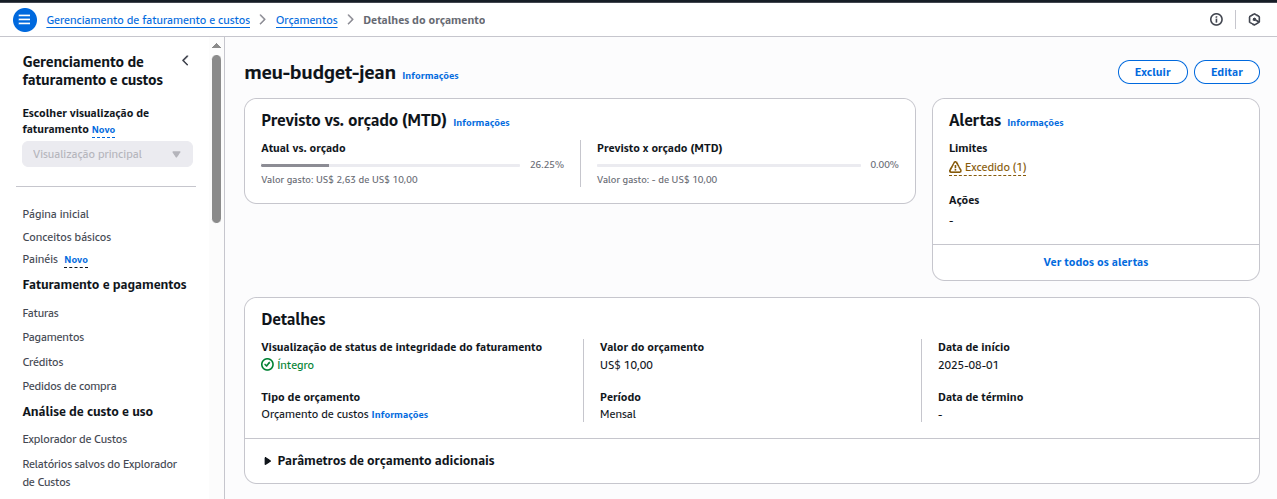 Gerenciamento de faturamento e custos > Orçamentos > Detalhes do orçamento
Gerenciamento de
faturamento e custos
Escolher visualização de
faturamento Novo
Visualização principal
Página inicial
Conceitos básicos
Painéis Novo
Faturamento e pagamentos
Faturas
Pagamentos
Créditos
Pedidos de compra
Análise de custo e uso
Explorador de Custos
Relatórios salvos do Explorador
de Custos
meu-budget-jean Informações
Excluir
Editar
Previsto vs. orçado (MTD) Informações
Atual vs. orçado
26.25%
Valor gasto: US$ 2,63 de US$ 10,00
Previsto x orçado (MTD)
0.00%
Valor gasto: - de US$ 10,00
Alertas Informações
Limites
Excedido (1)
Ações
-
Ver todos os alertas
Detalhes
Visualização de status de integridade do faturamento
Íntegro
Tipo de orçamento
Orçamento de custos Informações
Valor do orçamento
US$ 10,00
Período
Mensal
Data de início
2025-08-01
Data de término
-
Parâmetros de orçamento adicionais